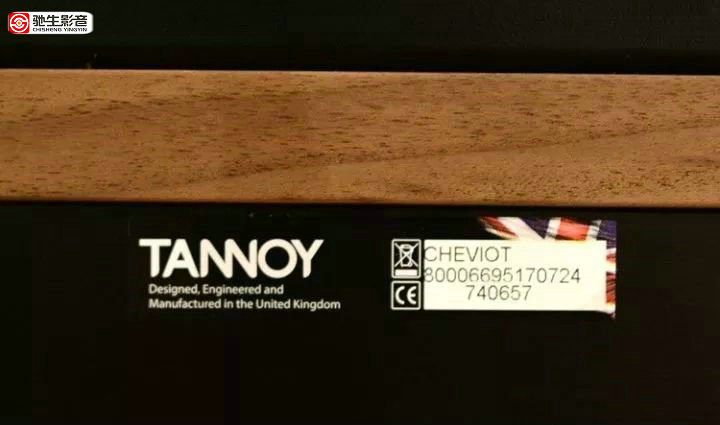 驰生影音
CHISHENG YINGYIN
TANNOY
Designed, Engineered and
Manufactured in the United Kingdom
CHEVIOT
80006695170724
740657
CE